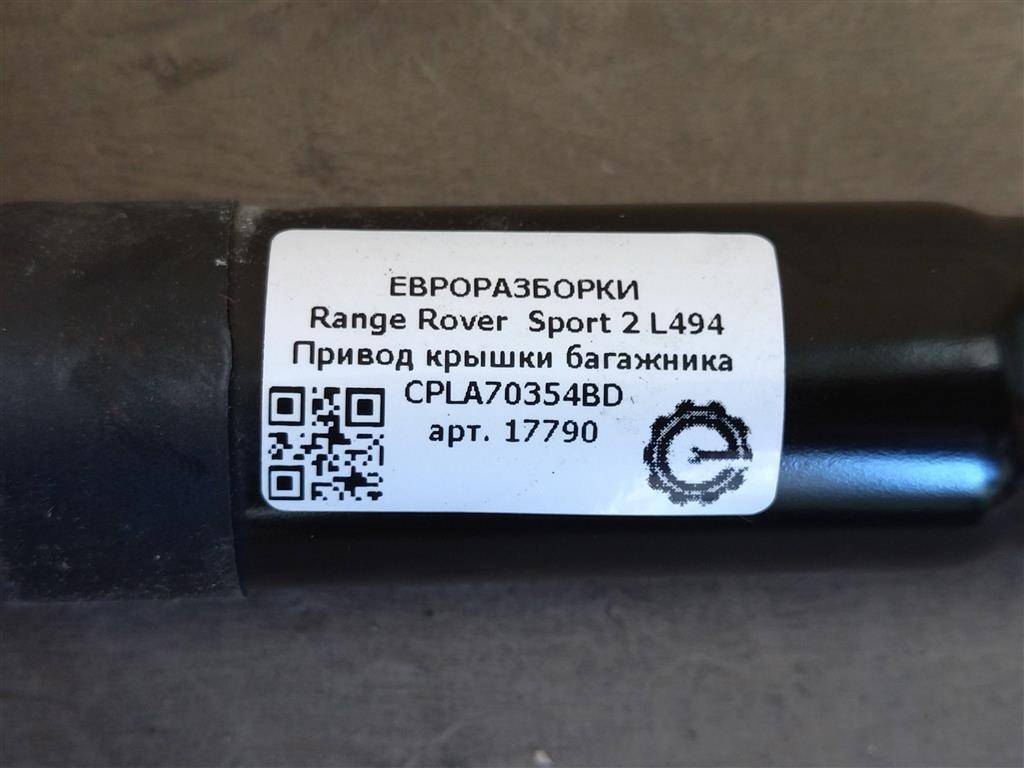 ЕВРОРАЗБОРКИ
Range Rover Sport 2 L494
Привод крышки багажника
CPLA70354BD
арт. 17790